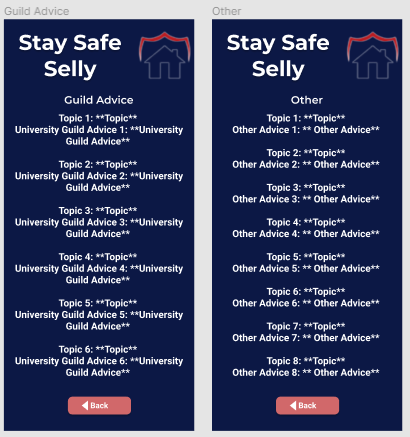 Guild Advice
Stay Safe
Selly
Guild Advice
Topic 1: **Topic**
University Guild Advice 1: **University
Guild Advice**
Topic 2: **Topic**
University Guild Advice 2: **University
Guild Advice**
Topic 3: **Topic**
University Guild Advice 3: **University
Guild Advice**
Topic 4: **Topic**
University Guild Advice 4: **University
Guild Advice**
Topic 5: **Topic**
University Guild Advice 5: **University
Guild Advice**
Topic 6: **Topic**
University Guild Advice 6: **University
Guild Advice**
Back
Other
Stay Safe
Selly
Other
Topic 1: **Topic**
Other Advice 1: ** Other Advice**
Topic 2: **Topic**
Other Advice 2: ** Other Advice**
Topic 3: **Topic**
Other Advice 3: ** Other Advice**
Topic 4: **Topic**
Other Advice 4: ** Other Advice**
Topic 5: **Topic**
Other Advice 5: ** Other Advice**
Topic 6: **Topic**
Other Advice 6: ** Other Advice**
Topic 7: **Topic**
Other Advice 7: ** Other Advice**
Topic 8: **Topic**
Other Advice 8: ** Other Advice**
Back